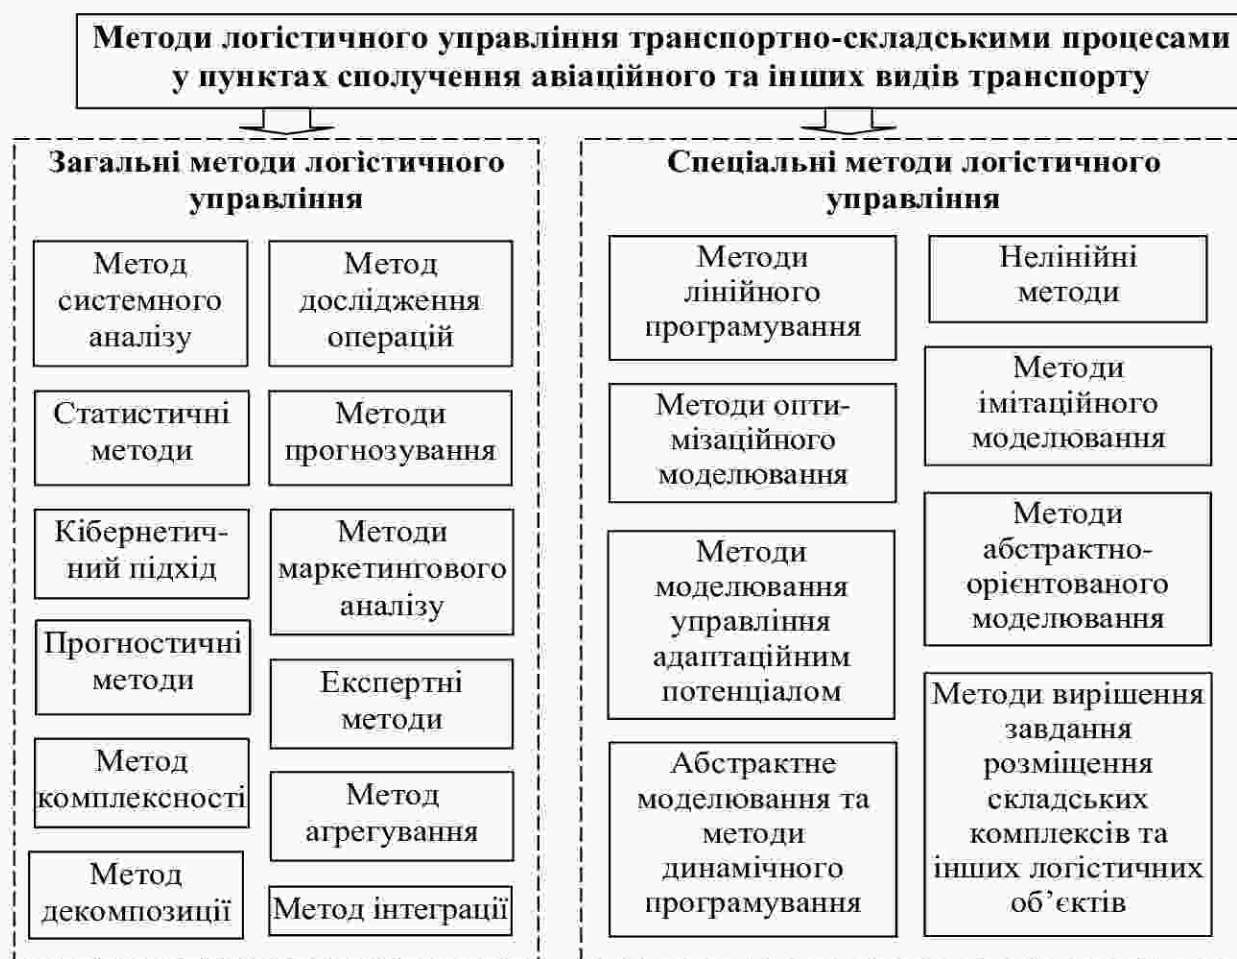 Методи логістичного управління транспортно-складськими процесами
у пунктах сполучення авіаційного та інших видів транспорту
Загальні методи логістичного
управління
Метод
системного
аналізу
Метод
дослідження
операцій
Статистичні
методи
Методи
прогнозування
Кібернетич-
ний підхід
Методи
маркетингового
аналізу
Прогностичні
методи
Експертні
методи
Метод
комплексності
Метод
агрегування
Метод
декомпозиції
Метод інтеграції
Спеціальні методи логістичного
управління
Методи
лінійного
програмування
Нелінійні
методи
Методи опти-
мізаційного
моделювання
Методи
імітаційного
моделювання
Методи
моделювання
управління
адаптаційним
потенціалом
Методи
абстрактно-
орієнтованого
моделювання
Абстрактне
моделювання та
методи
динамічного
програмування
Методи вирішення
завдання
розміщення
складських
комплексів та
інших логістичних
об’єктів